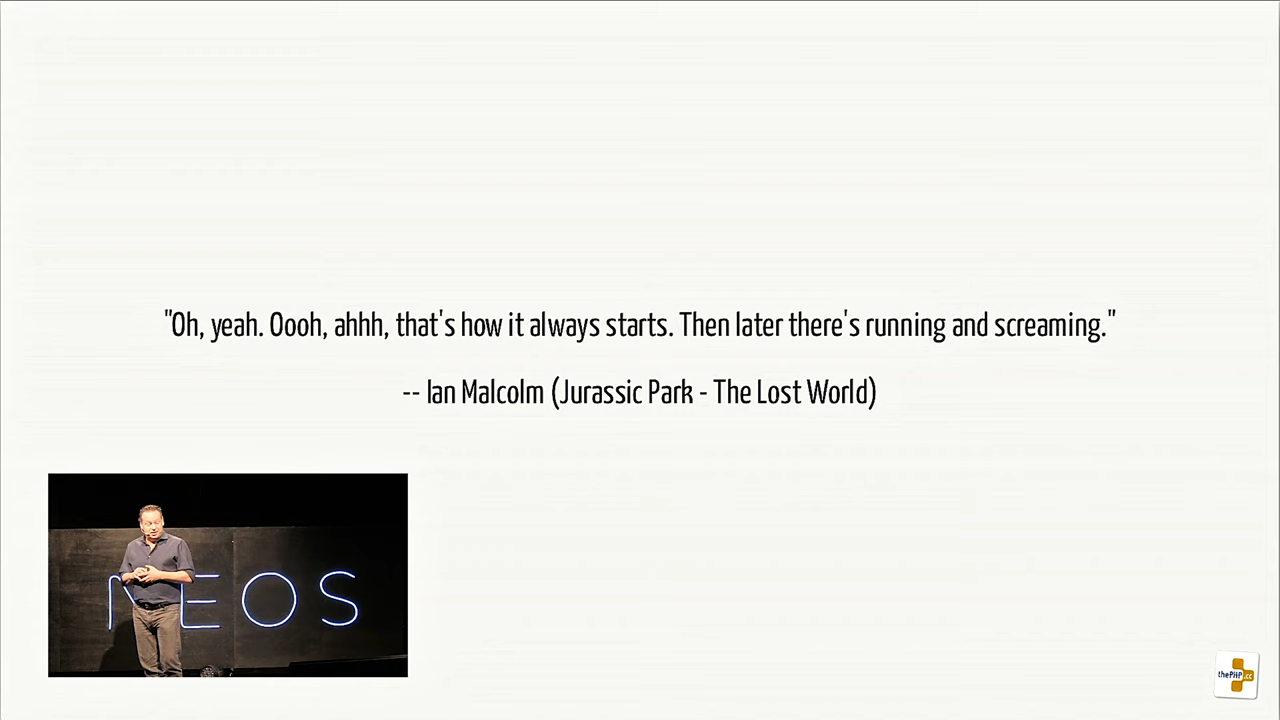 "Oh, yeah. Oooh, ahhh, that's how it always starts. Then later there's running and screaming."
-- Ian Malcolm (Jurassic Park - The Lost World)
NEOS
thePHP.cc